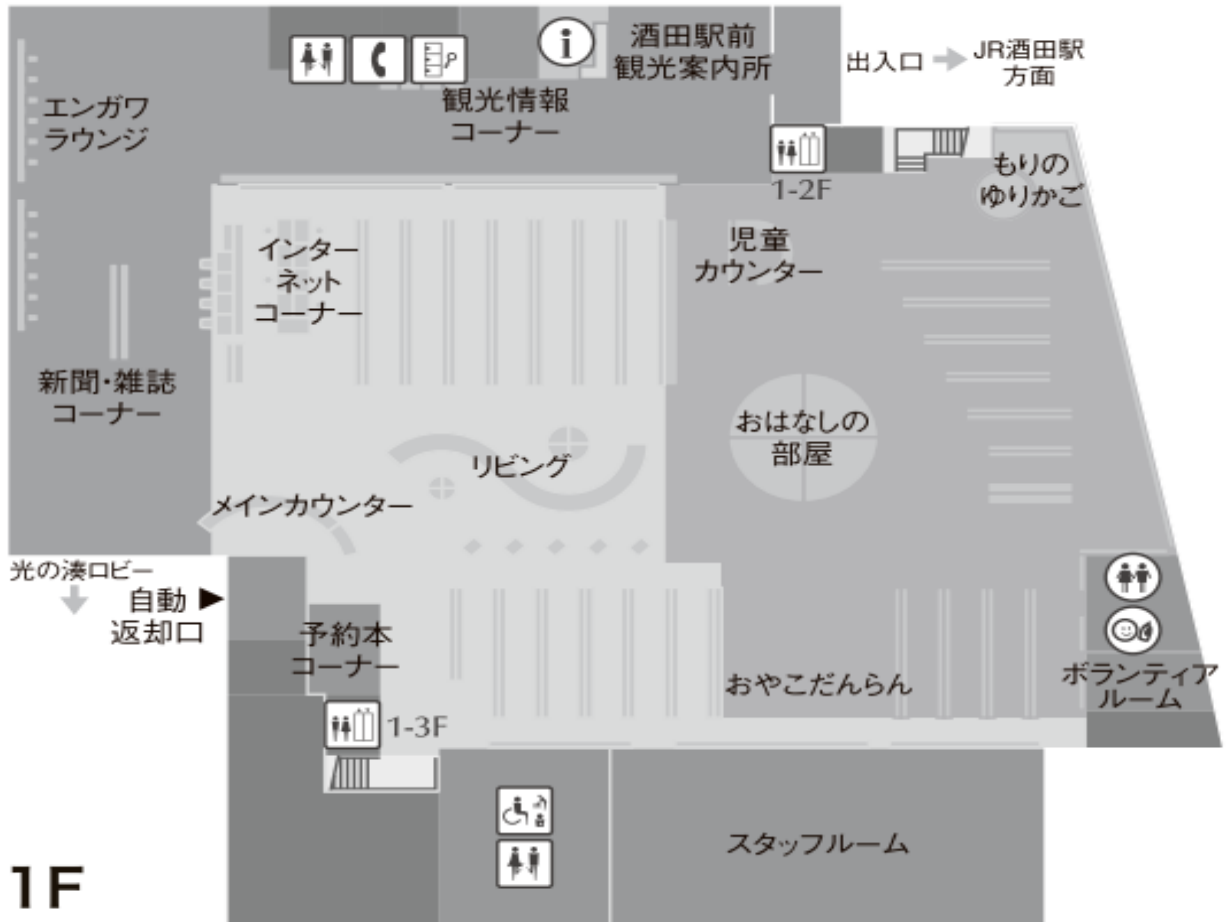 酒田駅前
観光案内所
出入口
JR酒田駅
方面
エンガワ
ラウンジ
観光情報
コーナー
1-2F
もりの
ゆりかご
インター
ネット
コーナー
児童
カウンター
新聞・雑誌
コーナー
おはなしの
部屋
リビング
メインカウンター
光の湊ロビー
自動
返却口
予約本
コーナー
おやこだんらん
ボランティア
ルーム
1-3F
スタッフルーム
1F